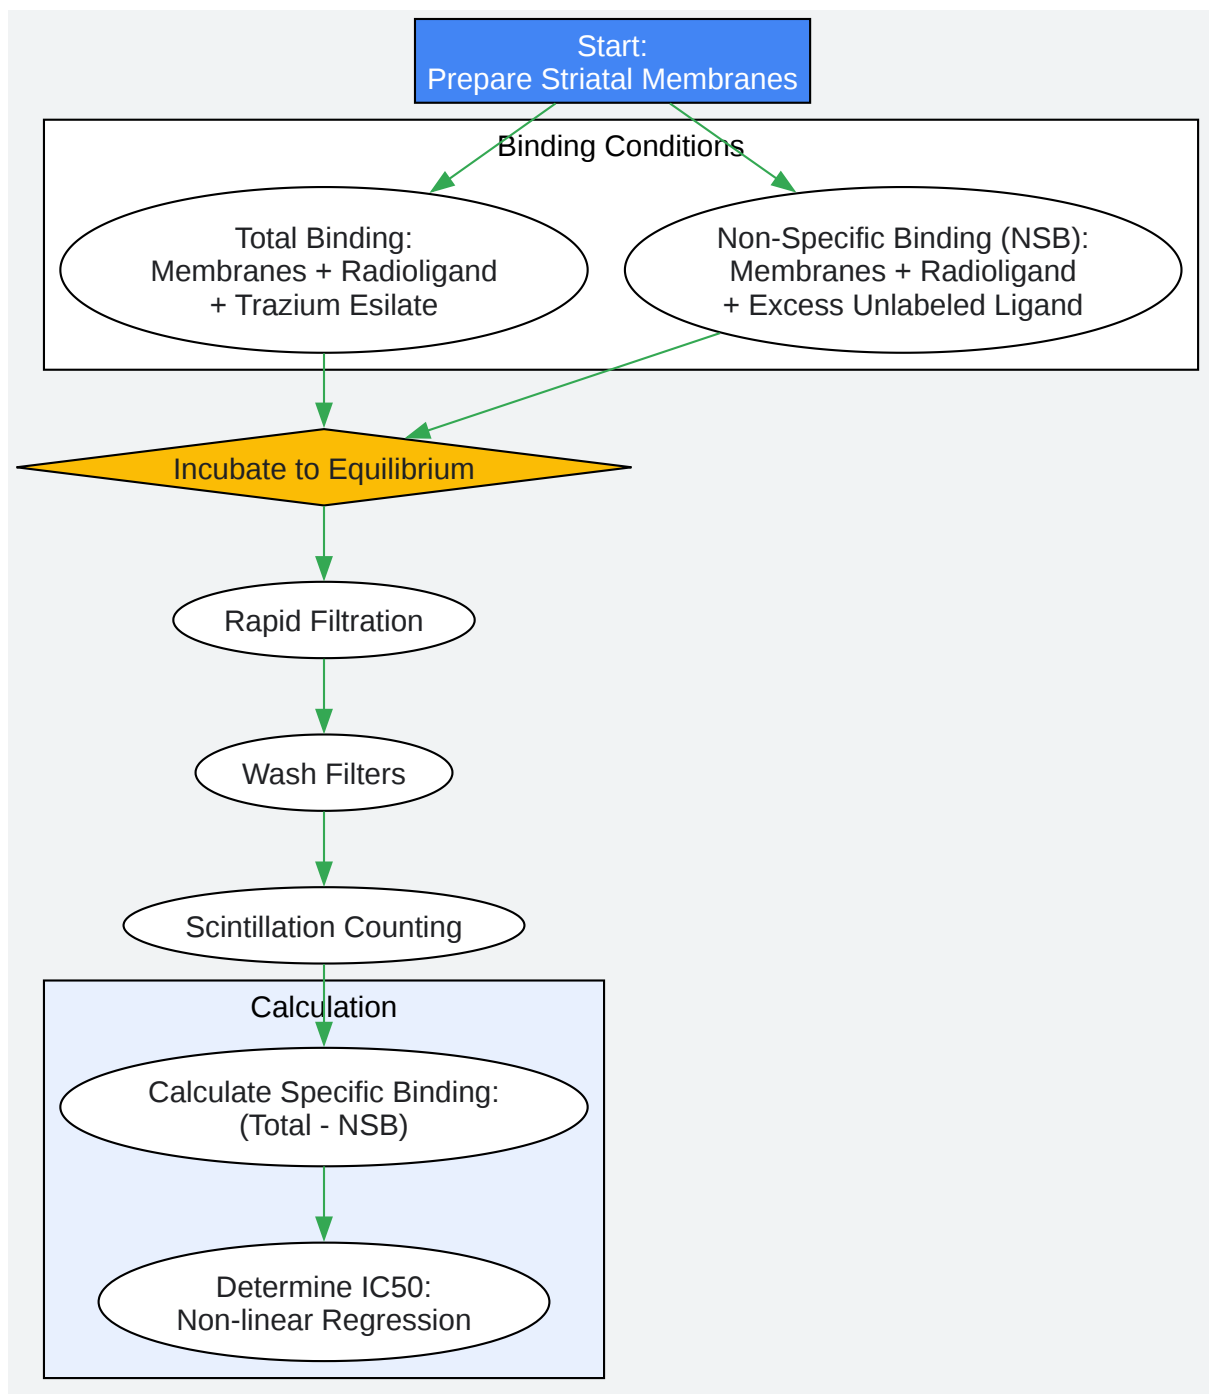 Start:
Prepare Striatal Membranes
Binding Conditions
Total Binding:
Membranes + Radioligand
+ Trazium Esilate
Non-Specific Binding (NSB):
Membranes + Radioligand
+ Excess Unlabeled Ligand
Incubate to Equilibrium
Rapid Filtration
Wash Filters
Scintillation Counting
Calculation
Calculate Specific Binding:
(Total - NSB)
Determine IC50:
Non-linear Regression